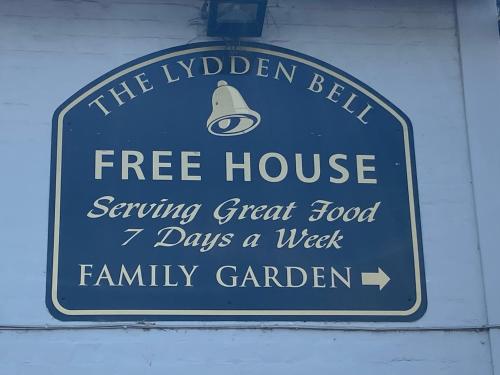 THE LYDDEN BELL
FREE HOUSE
Serving Great Food
7 Days a Week
FAMILY GARDEN